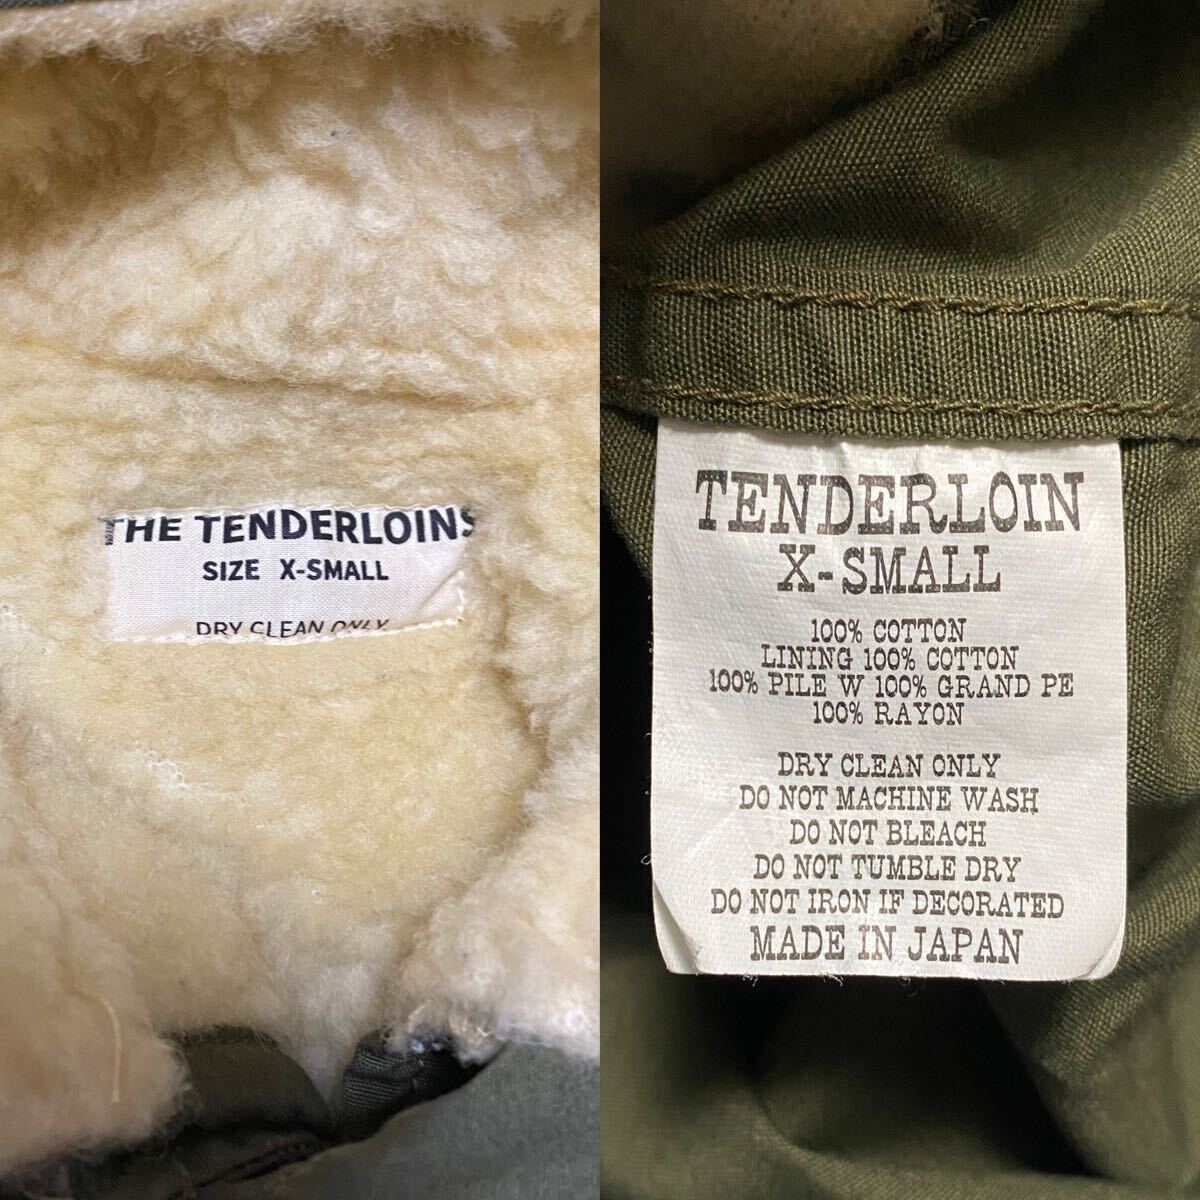 THE TENDERLOINS
SIZE X-SMALL
DRY CLEAN ONLY
TENDERLOIN
X-SMALL
100% COTTON
LINING 100% COTTON
100% PILE W 100% GRAND PE
100% RAYON
DRY CLEAN ONLY
DO NOT MACHINE WASH
DO NOT BLEACH
DO NOT TUMBLE DRY
DO NOT IRON IF DECORATED
MADE IN JAPAN